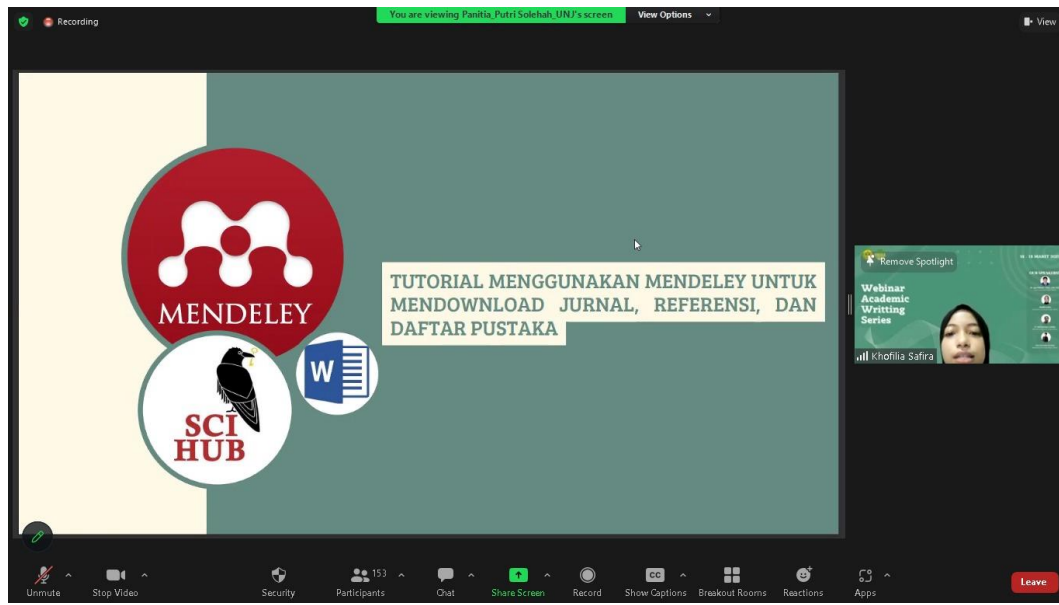 Recording
You are viewing Panitia_Putri Solehah_UNJ's screen
View Options
View
MENDELEY
SCI
HUB
W
TUTORIAL MENGGUNAKAN MENDELEY UNTUK
MENDOWNLOAD JURNAL, REFERENSI, DAN
DAFTAR PUSTAKA
Remove Spotlight
Webinar
Academic
Writting
Series
Khofilia Safira
Unmute
Stop Video
Security
153
Participants
Chat
Share Screen
Record
CC
Show Captions
Breakout Rooms
Reactions
Apps
Leave